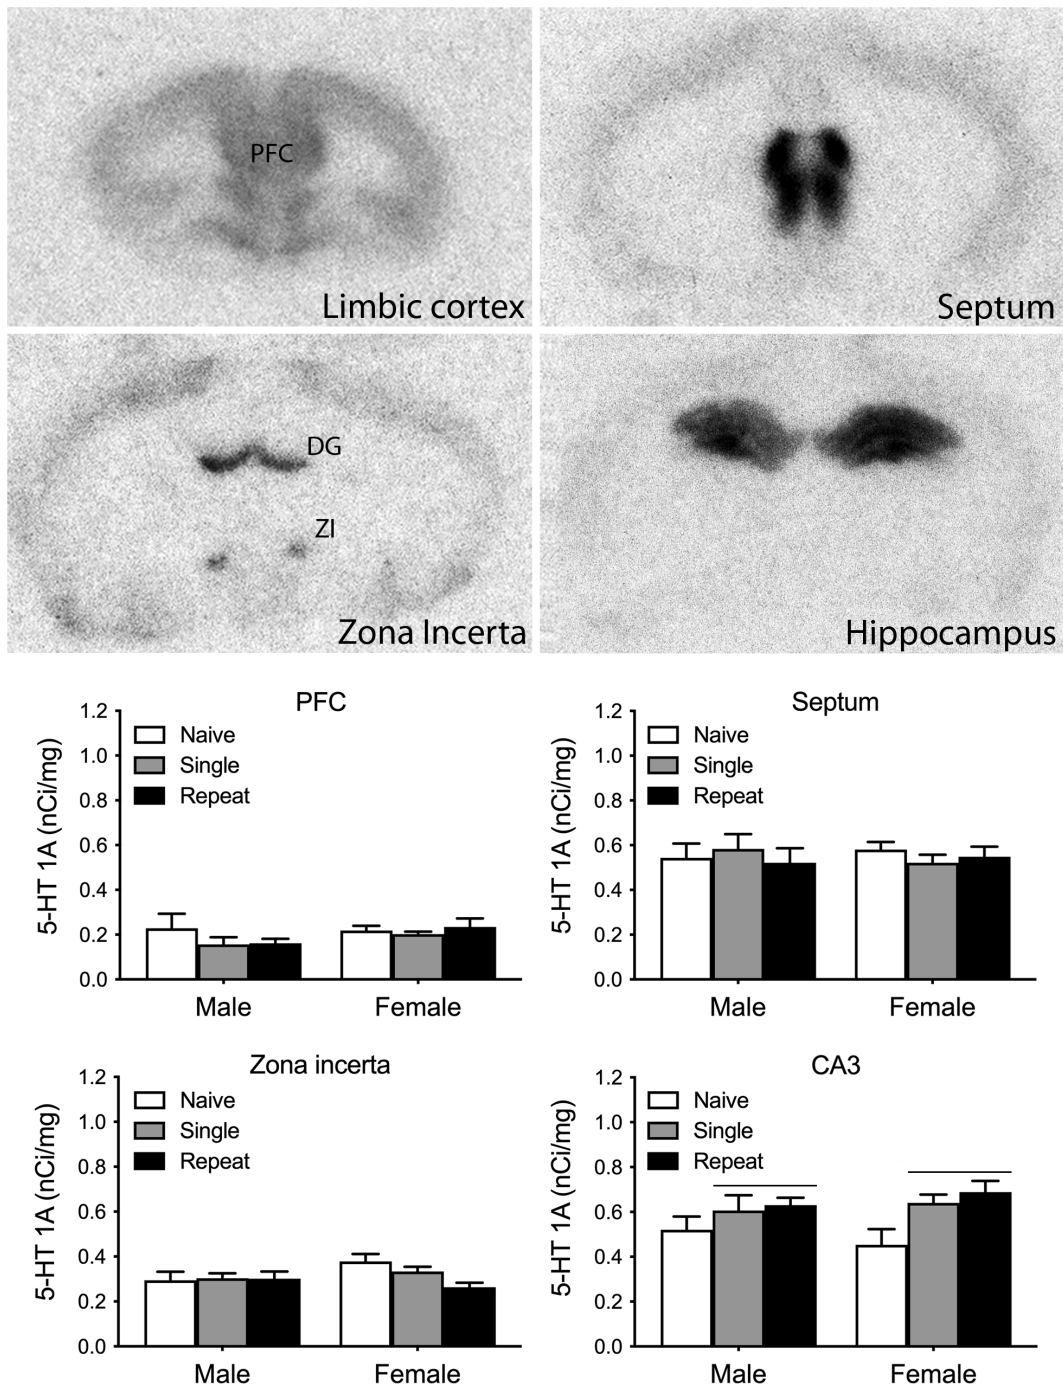 PFC
Limbic cortex
Septum
DG
ZI
Zona Incerta
Hippocampus
PFC
1.2
1.0
0.8
0.6
0.4
0.2
0.0
5-HT 1A (nCi/mg)
Naive
Single
Repeat
Male Female
Septum
1.2
1.0
0.8
0.6
0.4
0.2
0.0
5-HT 1A (nCi/mg)
Naive
Single
Repeat
Male Female
Zona incerta
1.2
1.0
0.8
0.6
0.4
0.2
0.0
5-HT 1A (nCi/mg)
Naive
Single
Repeat
Male Female
CA3
1.2
1.0
0.8
0.6
0.4
0.2
0.0
5-HT 1A (nCi/mg)
Naive
Single
Repeat
Male Female